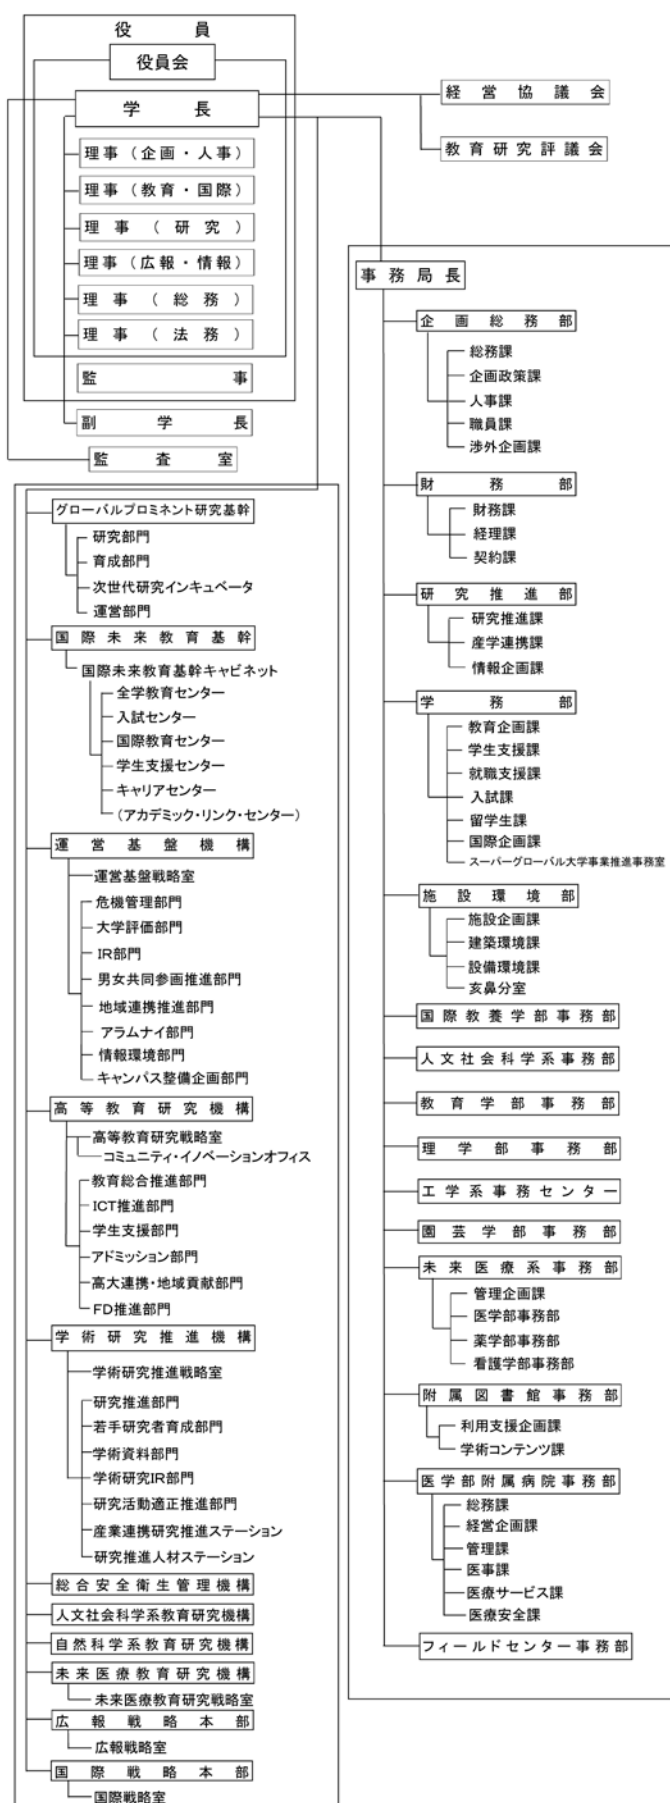 役員
役員会
学長
理事(企画・人事)
理事(教育・国際)
理事(研究)
理事(広報・情報)
理事(総務)
理事(法務)
監事
副学長
監査室
経営協議会
教育研究評議会
グローバルプロミネント研究基幹
研究部門
育成部門
次世代研究インキュベータ
運営部門
国際未来教育基幹
国際未来教育基幹キャビネット
全学教育センター
入試センター
国際教育センター
学生支援センター
キャリアセンター
(アカデミック・リンク・センター)
運営基盤機構
運営基盤戦略室
危機管理部門
大学評価部門
IR部門
男女共同参画推進部門
地域連携推進部門
アラムナイ部門
情報環境部門
キャンパス整備企画部門
高等教育研究機構
高等教育研究戦略室
コミュニティ・イノベーションオフィス
教育総合推進部門
ICT推進部門
学生支援部門
アドミッション部門
高大連携・地域貢献部門
FD推進部門
学術研究推進機構
学術研究推進戦略室
研究推進部門
若手研究者育成部門
学術資料部門
学術研究IR部門
研究活動適正推進部門
産業連携研究推進ステーション
研究推進人材ステーション
総合安全衛生管理機構
人文社会科学系教育研究機構
自然科学系教育研究機構
未来医療教育研究機構
未来医療教育研究戦略室
広報戦略本部
広報戦略室
国際戦略本部
国際戦略室
事務局長
企画総務部
総務課
企画政策課
人事課
職員課
渉外企画課
財務部
財務課
経理課
契約課
研究推進部
研究推進課
産学連携課
情報企画課
学務部
教育企画課
学生支援課
就職支援課
入試課
留学生課
国際企画課
スーパーグローバル大学事業推進事務室
施設環境部
施設企画課
建築環境課
設備環境課
亥鼻分室
国際教養学部事務部
人文社会科学系事務部
教育学部事務部
理学部事務部
工学系事務センター
園芸学部事務部
未来医療系事務部
管理企画課
医学部事務部
薬学部事務部
看護学部事務部
附属図書館事務部
利用支援企画課
学術コンテンツ課
医学部附属病院事務部
総務課
経営企画課
管理課
医事課
医療サービス課
医療安全課
フィールドセンター事務部